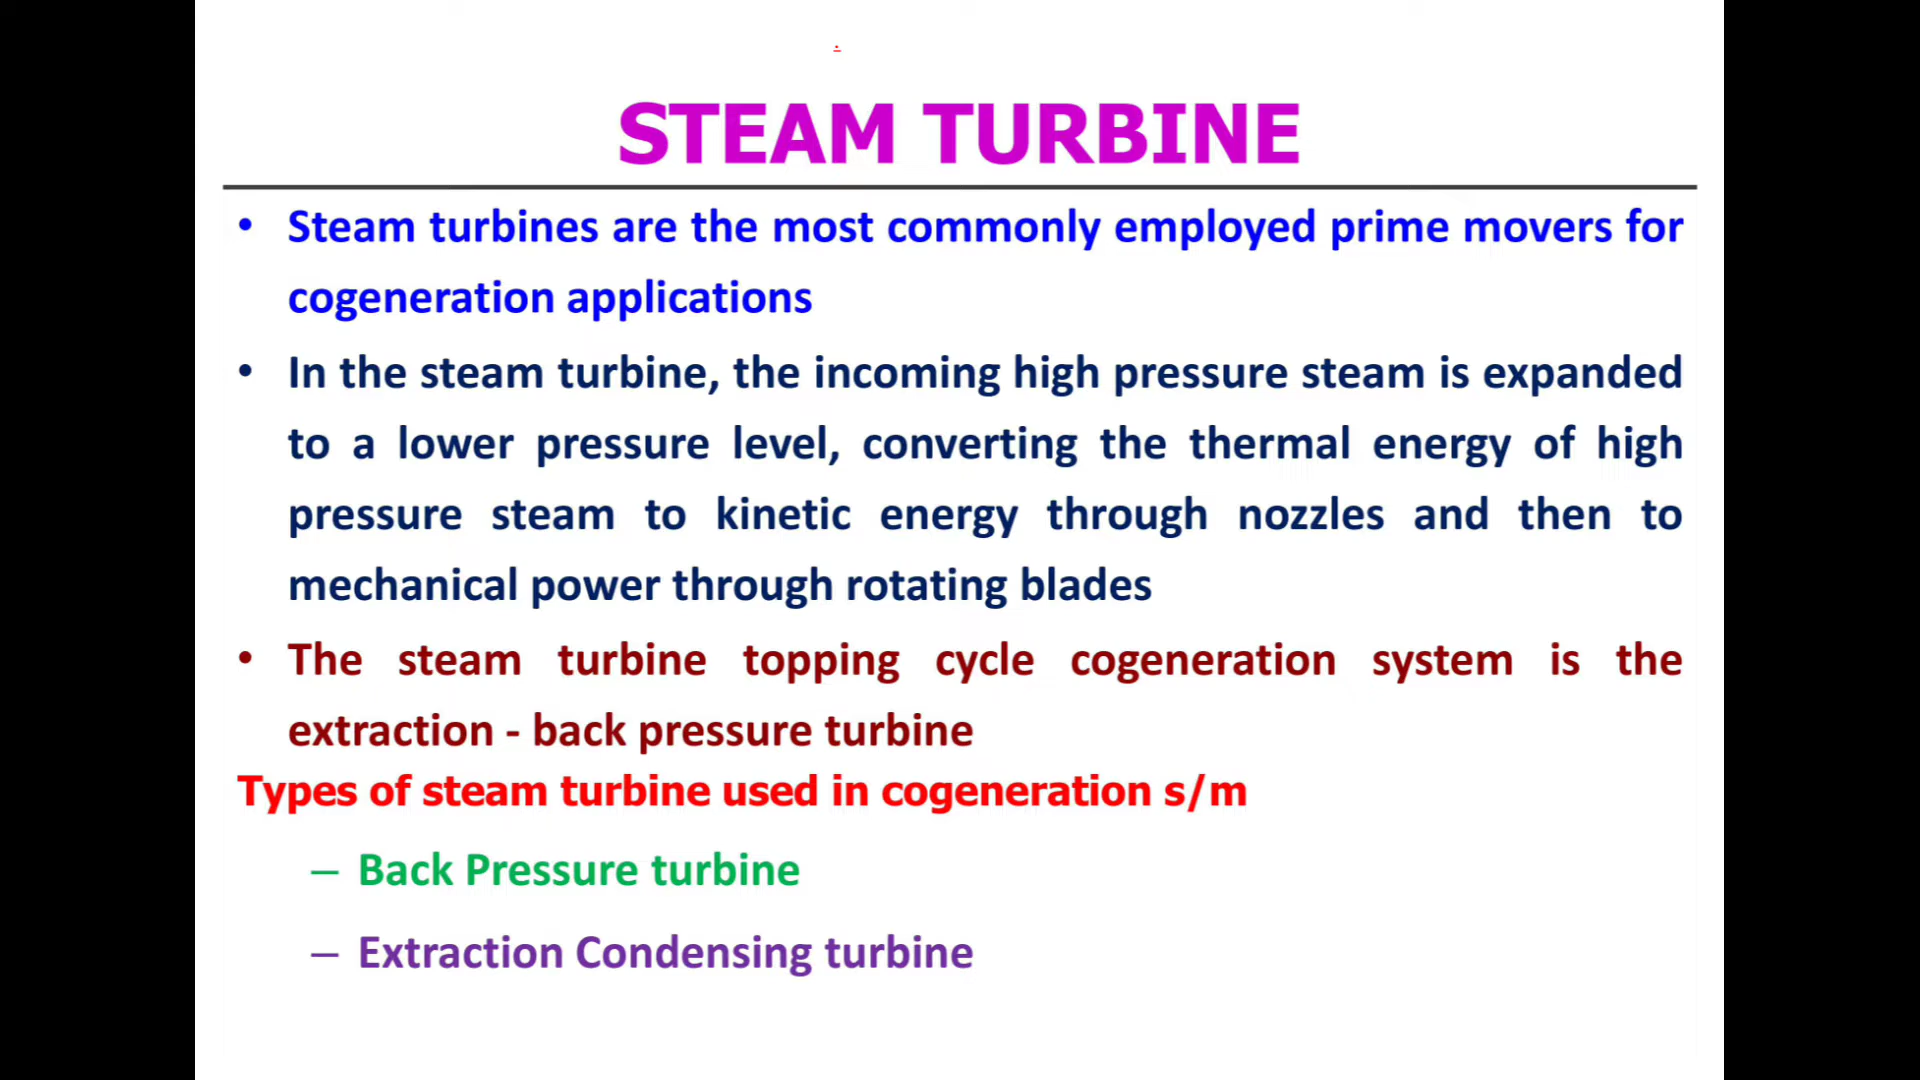 STEAM TURBINE
• Steam turbines are the most commonly employed prime movers for
cogeneration applications
• In the steam turbine, the incoming high pressure steam is expanded
to a lower pressure level, converting the thermal energy of high
pressure steam to kinetic energy through nozzles and then to
mechanical power through rotating blades
• The steam turbine topping cycle cogeneration system is the
extraction - back pressure turbine
Types of steam turbine used in cogeneration s/m
– Back Pressure turbine
– Extraction Condensing turbine